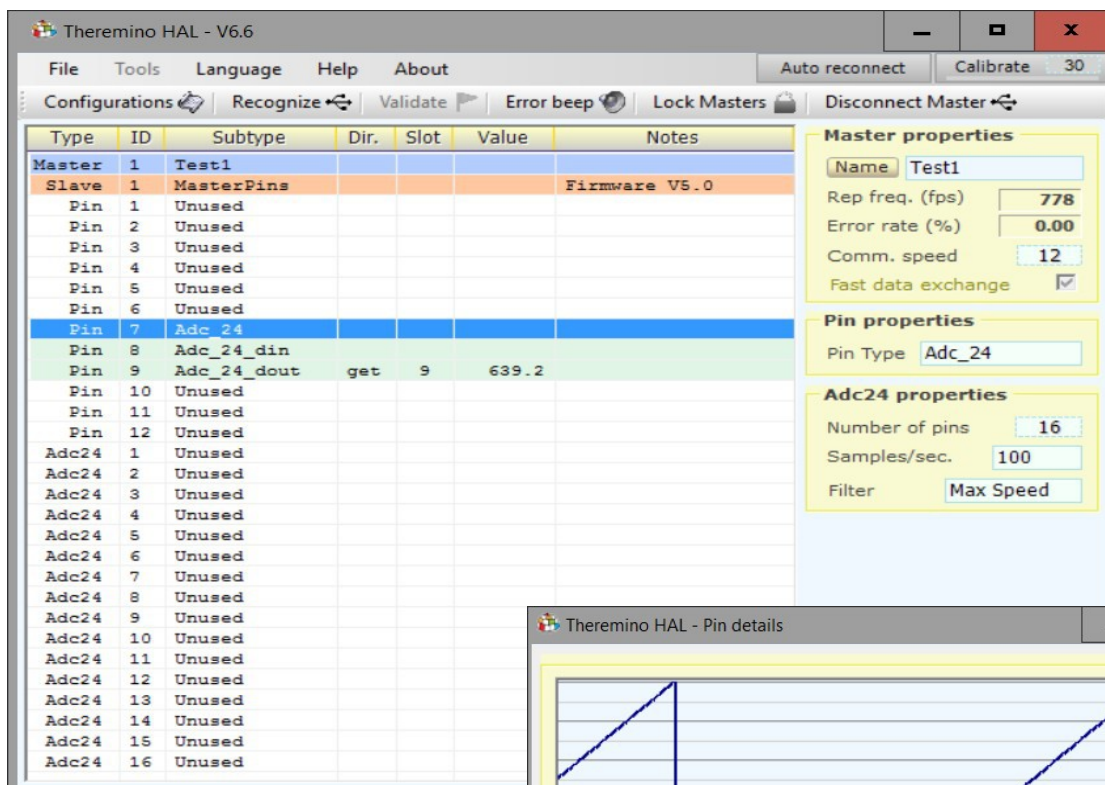 Theremino HAL - V6.6
File Tools Language Help About Auto reconnect Calibrate 30
Configurations Recognize Validate Error beep Lock Masters Disconnect Master
Type ID Subtype Dir. Slot Value Notes
Master 1 Test1
Slave 1 MasterPins Firmware V5.0
Pin 1 Unused
Pin 2 Unused
Pin 3 Unused
Pin 4 Unused
Pin 5 Unused
Pin 6 Unused
Pin 7 Adc_24
Pin 8 Adc_24_din
Pin 9 Adc_24_dout get 9 639.2
Pin 10 Unused
Pin 11 Unused
Pin 12 Unused
Adc24 1 Unused
Adc24 2 Unused
Adc24 3 Unused
Adc24 4 Unused
Adc24 5 Unused
Adc24 6 Unused
Adc24 7 Unused
Adc24 8 Unused
Adc24 9 Unused
Adc24 10 Unused
Adc24 11 Unused
Adc24 12 Unused
Adc24 13 Unused
Adc24 14 Unused
Adc24 15 Unused
Adc24 16 Unused
Master properties
Name Test1
Rep freq. (fps) 778
Error rate (%) 0.00
Comm. speed 12
Fast data exchange
Pin properties
Pin Type Adc_24
Adc24 properties
Number of pins 16
Samples/sec. 100
Filter Max Speed
Theremino HAL - Pin details